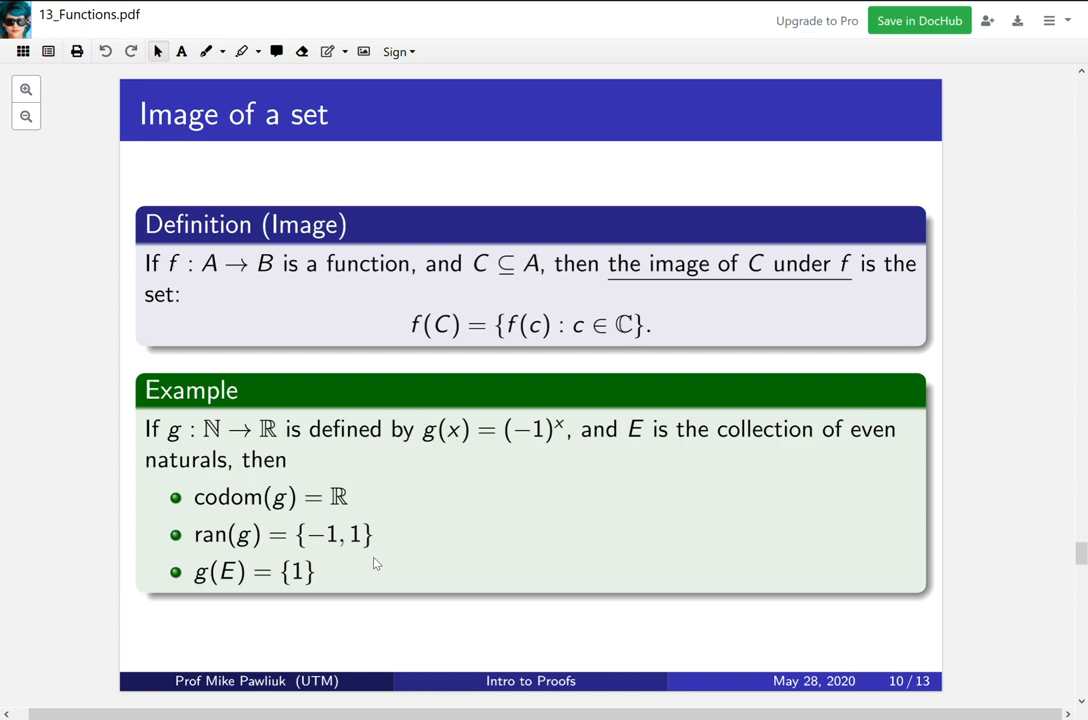 13_Functions.pdf
Upgrade to Pro
Save in DocHub
A
Sign
Image of a set
Definition (Image)
If f : A → B is a function, and C ⊆ A, then the image of C under f is the
set:
f(C) = {f(c) : c ∈ ℂ}.
Example
If g : ℕ → ℝ is defined by g(x) = (−1)ˣ, and E is the collection of even
naturals, then
codom(g) = ℝ
ran(g) = {−1, 1}
g(E) = {1}
Prof Mike Pawliuk (UTM) Intro to Proofs May 28, 2020 10 / 13